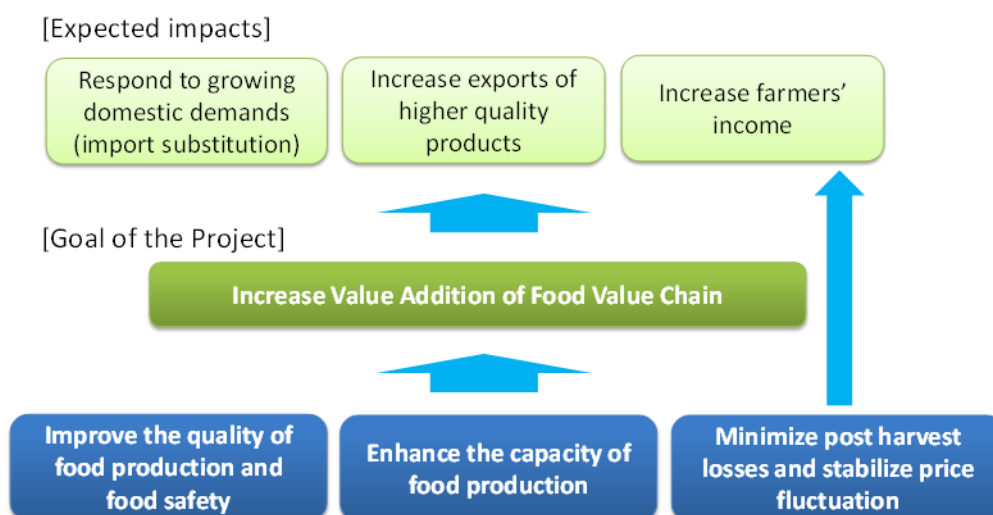 [Expected impacts]
Respond to growing
domestic demands
(import substitution)
Increase exports of
higher quality
products
Increase farmers’
income
[Goal of the Project]
Increase Value Addition of Food Value Chain
Improve the quality of
food production and
food safety
Enhance the capacity of
food production
Minimize post harvest
losses and stabilize price
fluctuation